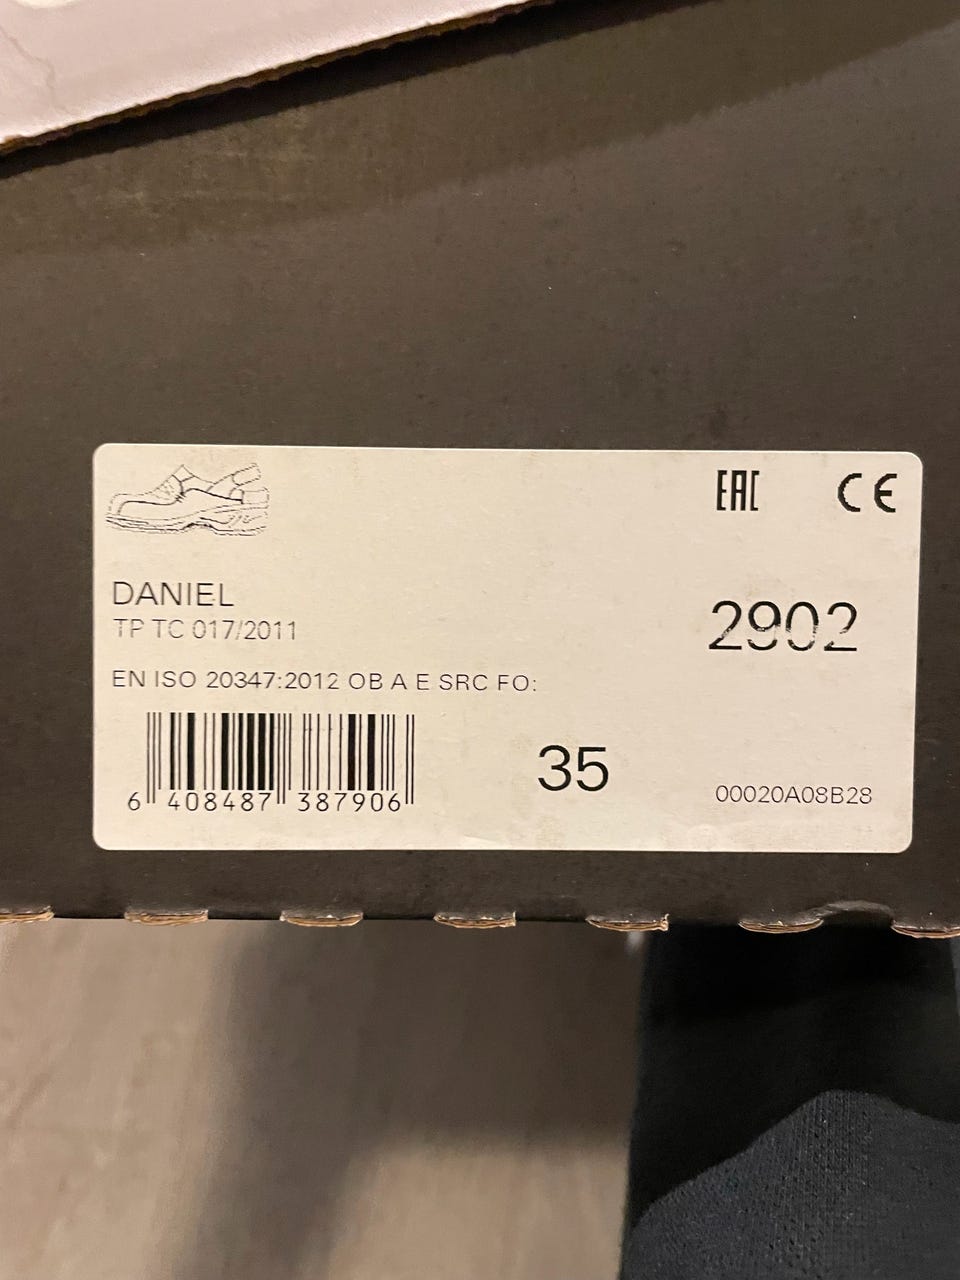 EAC CE
DANIEL
2902
TP TC 017/2011
EN ISO 20347:2012 OB A E SRC FO:
35
00020A08B28
6 408487 387906